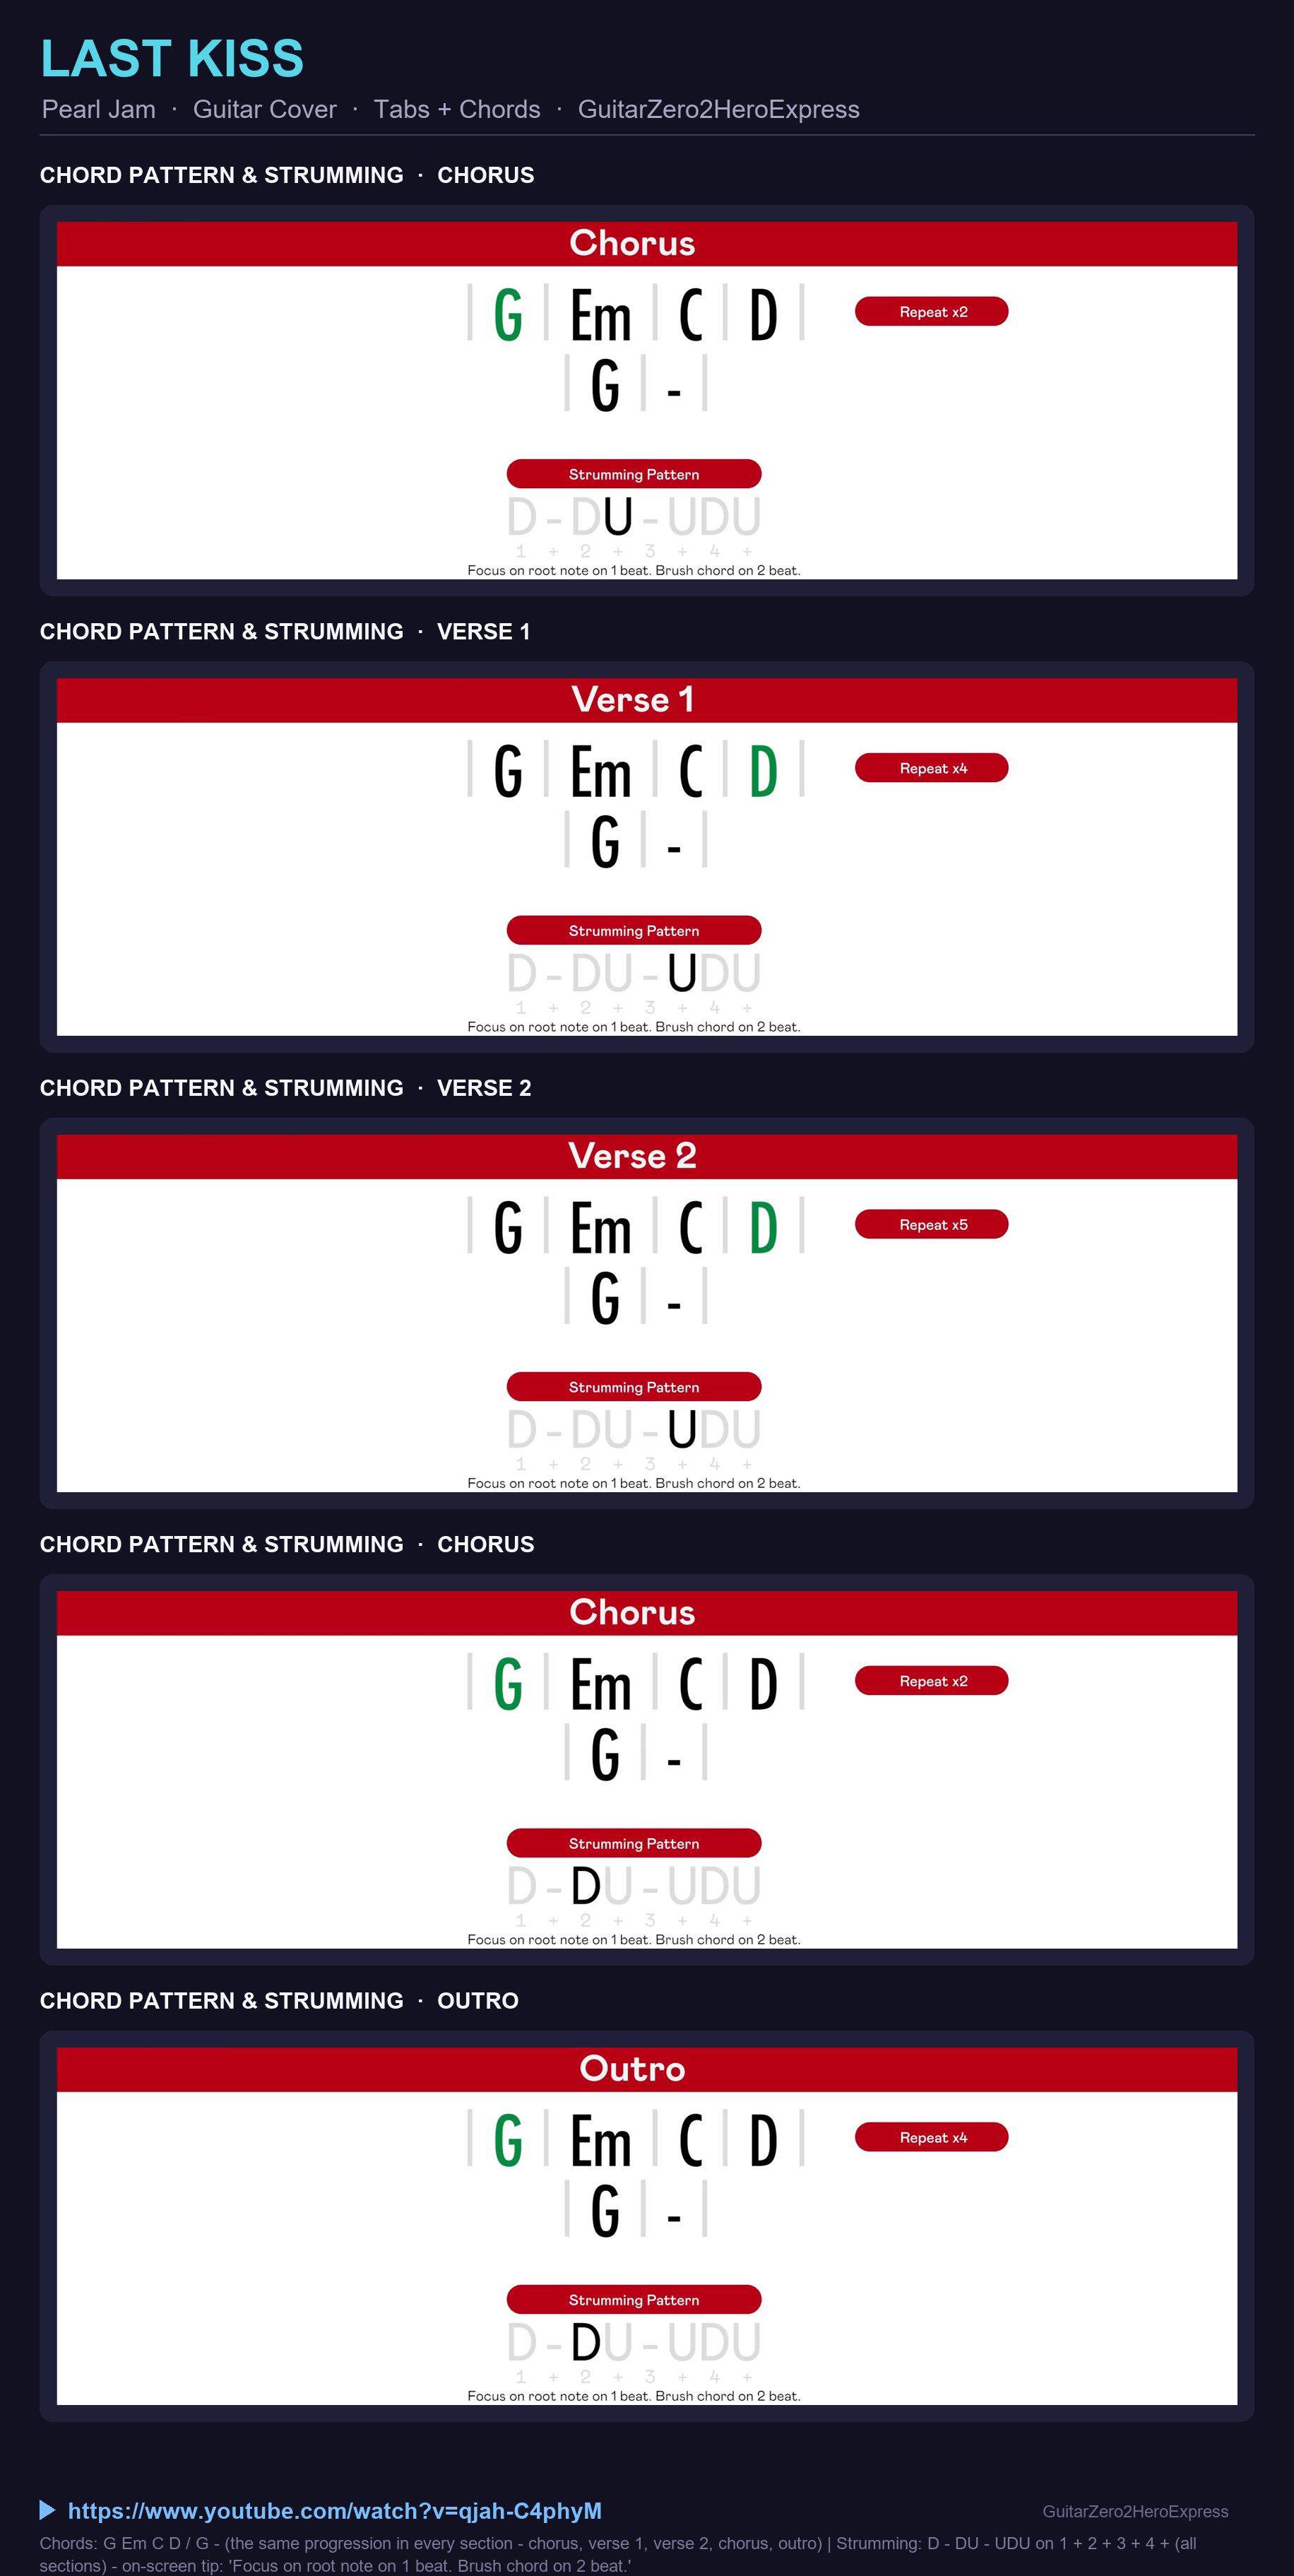 LAST KISS
Pearl Jam · Guitar Cover · Tabs + Chords · GuitarZero2HeroExpress
CHORD PATTERN & STRUMMING · CHORUS
Chorus
| G | Em | C | D | Repeat x2
| G | - |
Strumming Pattern
D - D U - U D U
1 + 2 + 3 + 4 +
Focus on root note on 1 beat. Brush chord on 2 beat.
CHORD PATTERN & STRUMMING · VERSE 1
Verse 1
| G | Em | C | D | Repeat x4
| G | - |
Strumming Pattern
D - D U - U D U
1 + 2 + 3 + 4 +
Focus on root note on 1 beat. Brush chord on 2 beat.
CHORD PATTERN & STRUMMING · VERSE 2
Verse 2
| G | Em | C | D | Repeat x5
| G | - |
Strumming Pattern
D - D U - U D U
1 + 2 + 3 + 4 +
Focus on root note on 1 beat. Brush chord on 2 beat.
CHORD PATTERN & STRUMMING · CHORUS
Chorus
| G | Em | C | D | Repeat x2
| G | - |
Strumming Pattern
D - D U - U D U
1 + 2 + 3 + 4 +
Focus on root note on 1 beat. Brush chord on 2 beat.
CHORD PATTERN & STRUMMING · OUTRO
Outro
| G | Em | C | D | Repeat x4
| G | - |
Strumming Pattern
D - D U - U D U
1 + 2 + 3 + 4 +
Focus on root note on 1 beat. Brush chord on 2 beat.
https://www.youtube.com/watch?v=qjah-C4phyM GuitarZero2HeroExpress
Chords: G Em C D / G - (the same progression in every section - chorus, verse 1, verse 2, chorus, outro) | Strumming: D - DU - UDU on 1 + 2 + 3 + 4 + (all
sections) - on-screen tip: 'Focus on root note on 1 beat. Brush chord on 2 beat.'